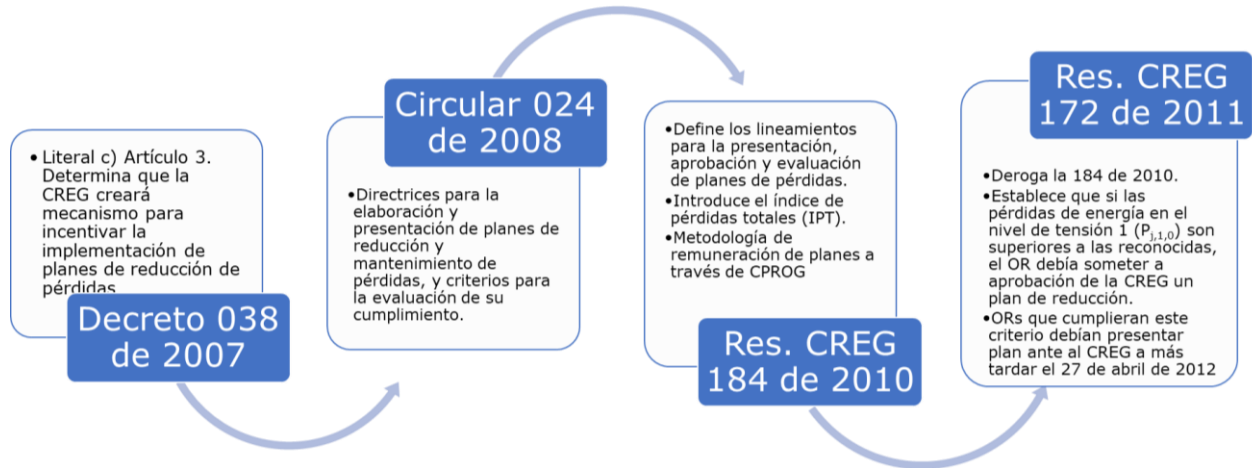 • Literal c) Artículo 3.
Determina que la
CREG creará
mecanismo para
incentivar la
implementación de
planes de reducción de
pérdidas
Decreto 038
de 2007
Circular 024
de 2008
•Directrices para la
elaboración y
presentación de planes
de reducción y
mantenimiento de
pérdidas, y criterios para
la evaluación de su
cumplimiento.
•Define los lineamientos
para la presentación,
aprobación y evaluación
de planes de pérdidas.
•Introduce el índice de
pérdidas totales (IPT).
•Metodología de
remuneración de planes a
través de CPROG
Res. CREG
184 de 2010
Res. CREG
172 de 2011
•Deroga la 184 de 2010.
•Establece que si las
pérdidas de energía en el
nivel de tensión 1 (Pj,1,0) son
superiores a las reconocidas,
el OR debía someter a
aprobación de la CREG un
plan de reducción.
•ORs que cumplieran este
criterio debían presentar
plan ante al CREG a más
tardar el 27 de abril de 2012